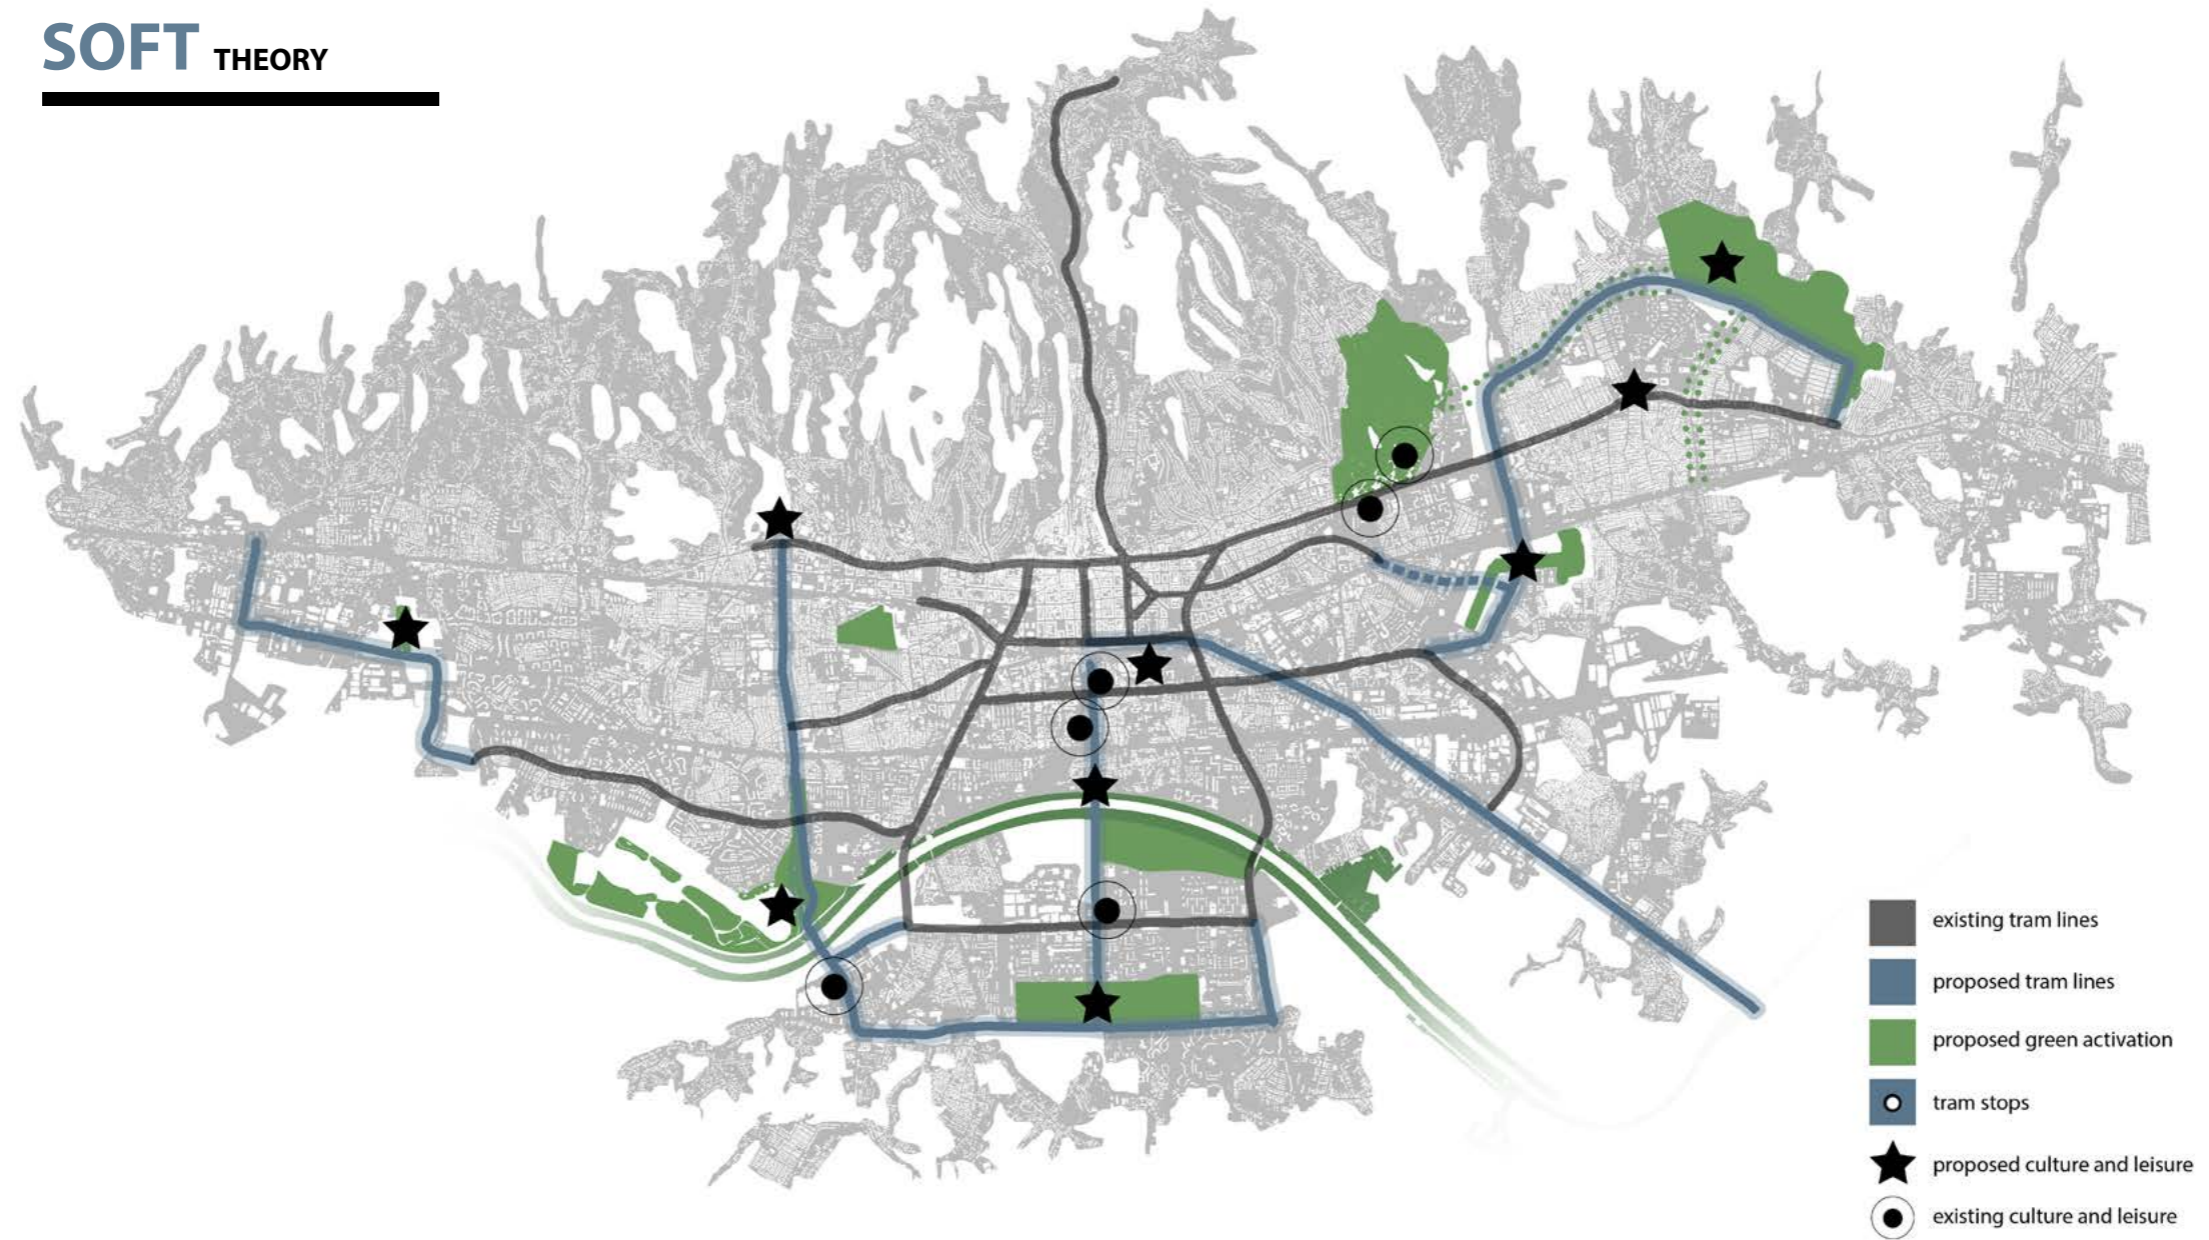 SOFT THEORY
existing tram lines
proposed tram lines
proposed green activation
tram stops
proposed culture and leisure
existing culture and leisure